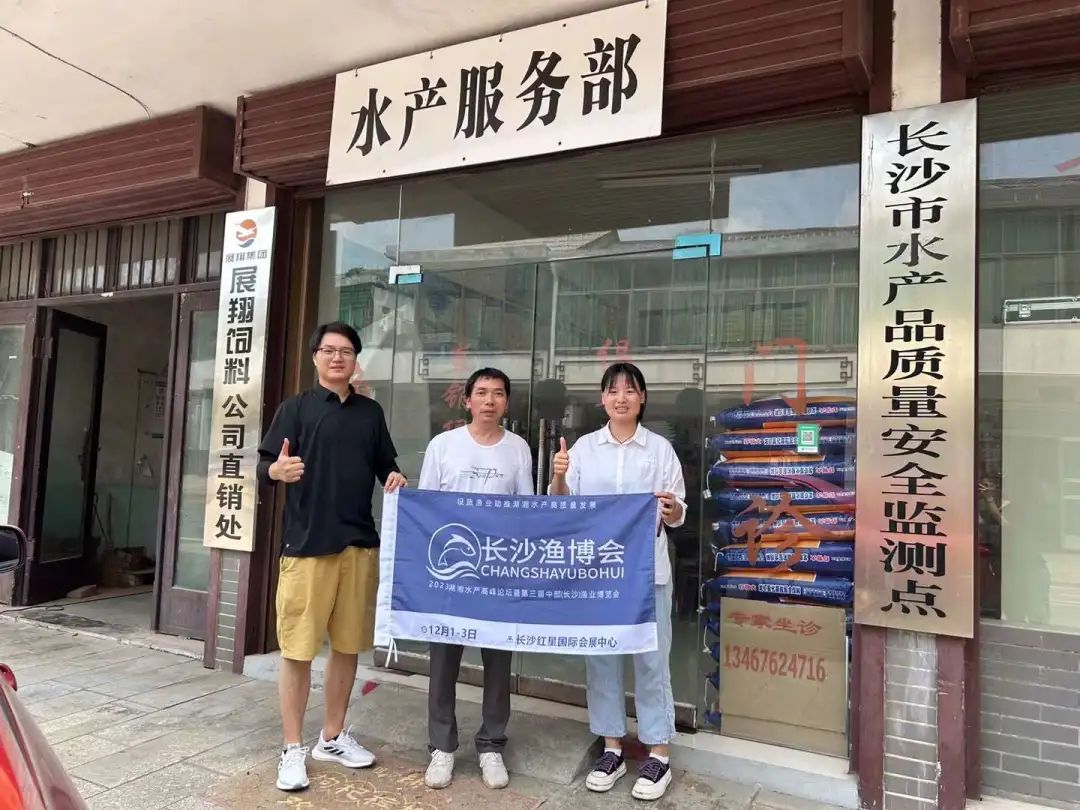 水产服务部
展翔集团
展翔饲料公司直销处
长沙市水产品质量安全监测点
门
诊
专家坐诊
13467624716
设施渔业助推湖湘水产高质量发展
长沙渔博会
CHANGSHAYUBOHUI
2023湖湘水产高峰论坛暨第三届中部(长沙)渔业博览会
12月1-3日
长沙红星国际会展中心